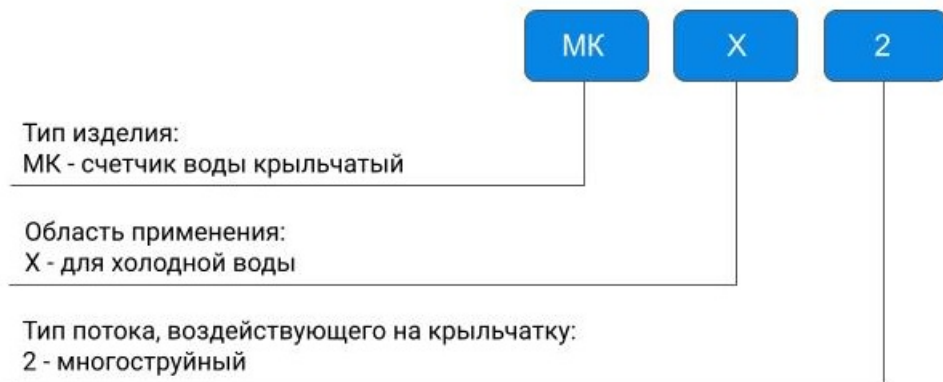 МК Х 2
Тип изделия:
МК - счетчик воды крыльчатый
Область применения:
Х - для холодной воды
Тип потока, воздействующего на крыльчатку:
2 - многоструйный